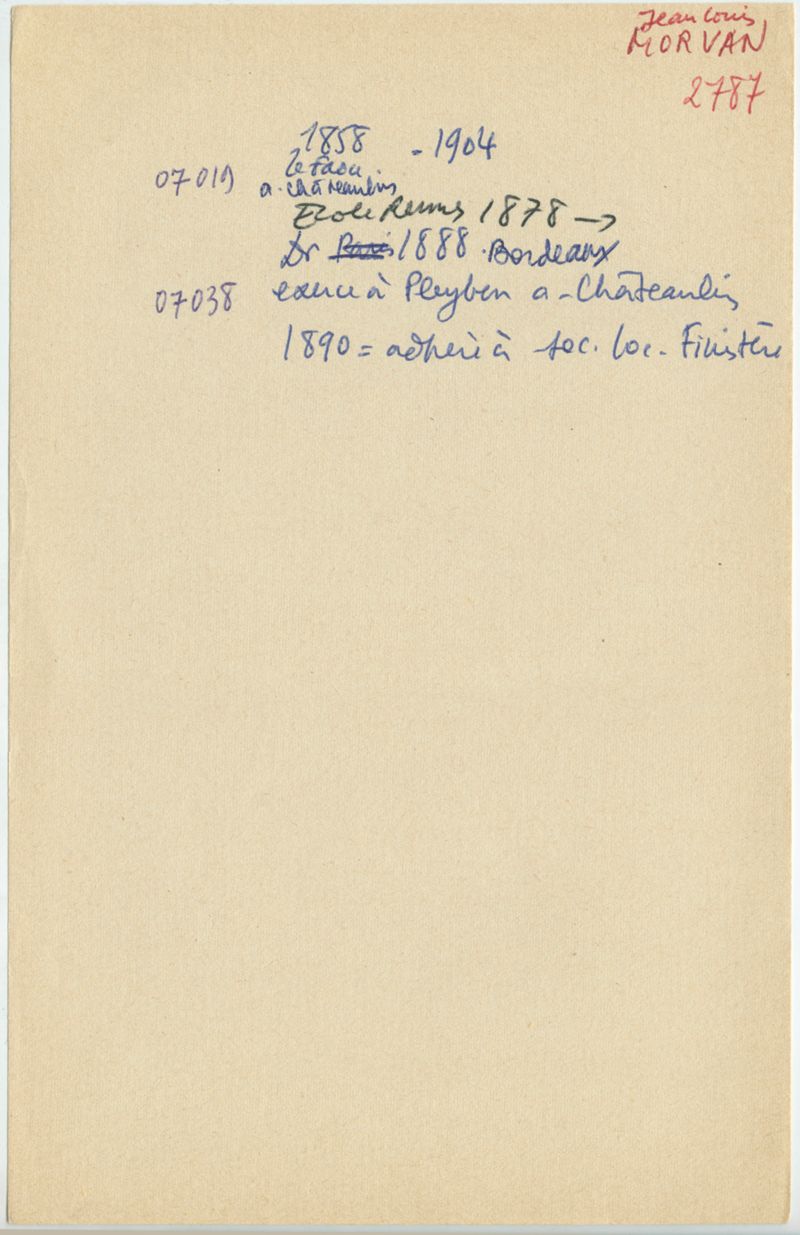 Jean Louis
MORVAN
2787
1858 - 1904
Le Faou.
07019 a. Châteaulin
Ecole Rennes 1878 →
Dr Paris 1888 . Bordeaux
07038 exerce à Pleyben a - Châteaulin
1890 = adhère à soc. loc. Finistère